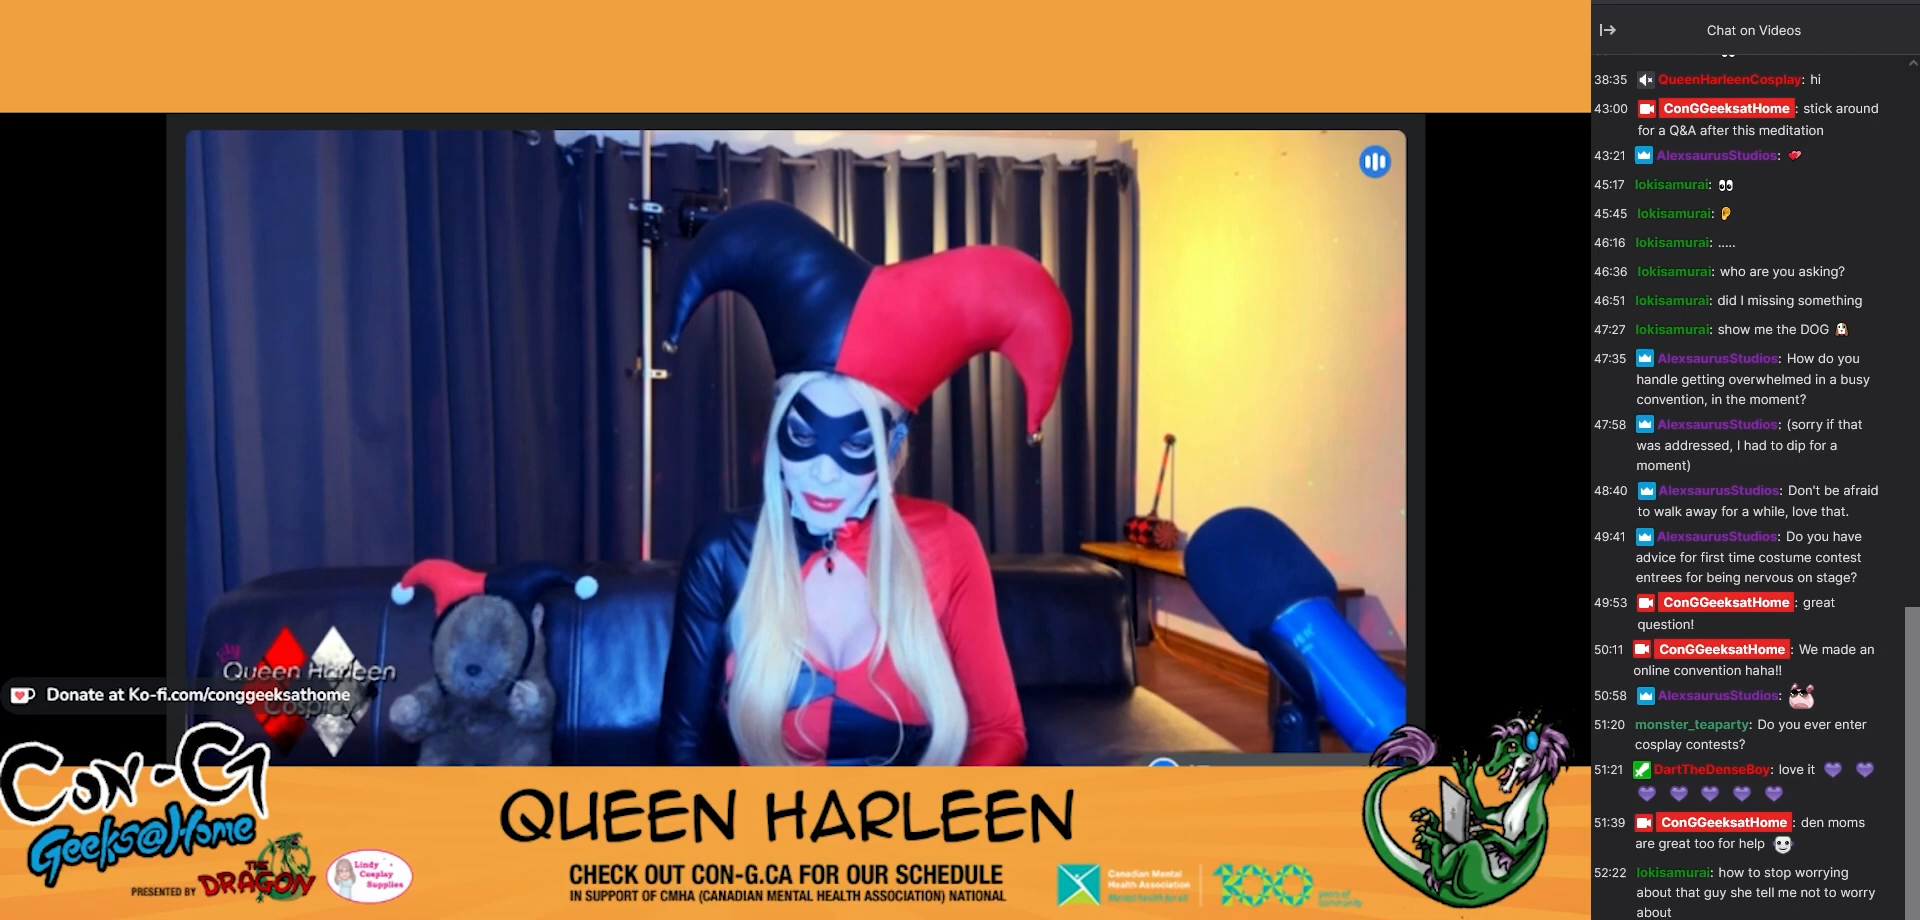 Queen Harleen
Cosplay
Donate at Ko-fi.com/conggeeksathome
Con-G
Geeks@Home
PRESENTED BY THE DRAGON
Lindy
Cosplay
Supplies
QUEEN HARLEEN
CHECK OUT CON-G.CA FOR OUR SCHEDULE
IN SUPPORT OF CMHA (CANADIAN MENTAL HEALTH ASSOCIATION) NATIONAL
Canadian Mental
Health Association
Mental health for all
100 years of
community
Chat on Videos
38:35 QueenHarleenCosplay: hi
43:00 ConGGeeksatHome: stick around
for a Q&A after this meditation
43:21 AlexsaurusStudios:
45:17 lokisamurai:
45:45 lokisamurai:
46:16 lokisamurai: .....
46:36 lokisamurai: who are you asking?
46:51 lokisamurai: did I missing something
47:27 lokisamurai: show me the DOG
47:35 AlexsaurusStudios: How do you
handle getting overwhelmed in a busy
convention, in the moment?
47:58 AlexsaurusStudios: (sorry if that
was addressed, I had to dip for a
moment)
48:40 AlexsaurusStudios: Don't be afraid
to walk away for a while, love that.
49:41 AlexsaurusStudios: Do you have
advice for first time costume contest
entrees for being nervous on stage?
49:53 ConGGeeksatHome: great
question!
50:11 ConGGeeksatHome: We made an
online convention haha!!
50:58 AlexsaurusStudios:
51:20 monster_teaparty: Do you ever enter
cosplay contests?
51:21 DartTheDenseBoy: love it
51:39 ConGGeeksatHome: den moms
are great too for help
52:22 lokisamurai: how to stop worrying
about that guy she tell me not to worry
about